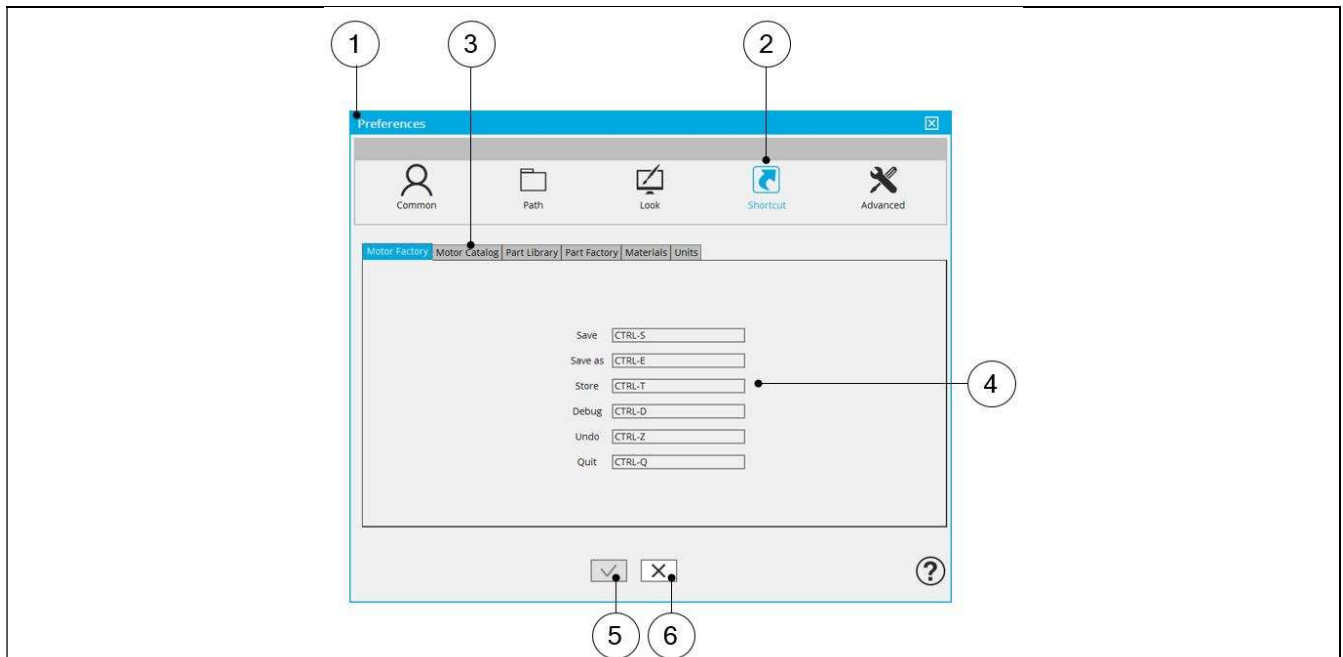 1 3 2
Preferences
Common Path Look Shortcut Advanced
Motor Factory Motor Catalog Part Library Part Factory Materials Units
Save CTRL-S
Save as CTRL-E
Store CTRL-T
4
Debug CTRL-D
Undo CTRL-Z
Quit CTRL-Q
?
5 6